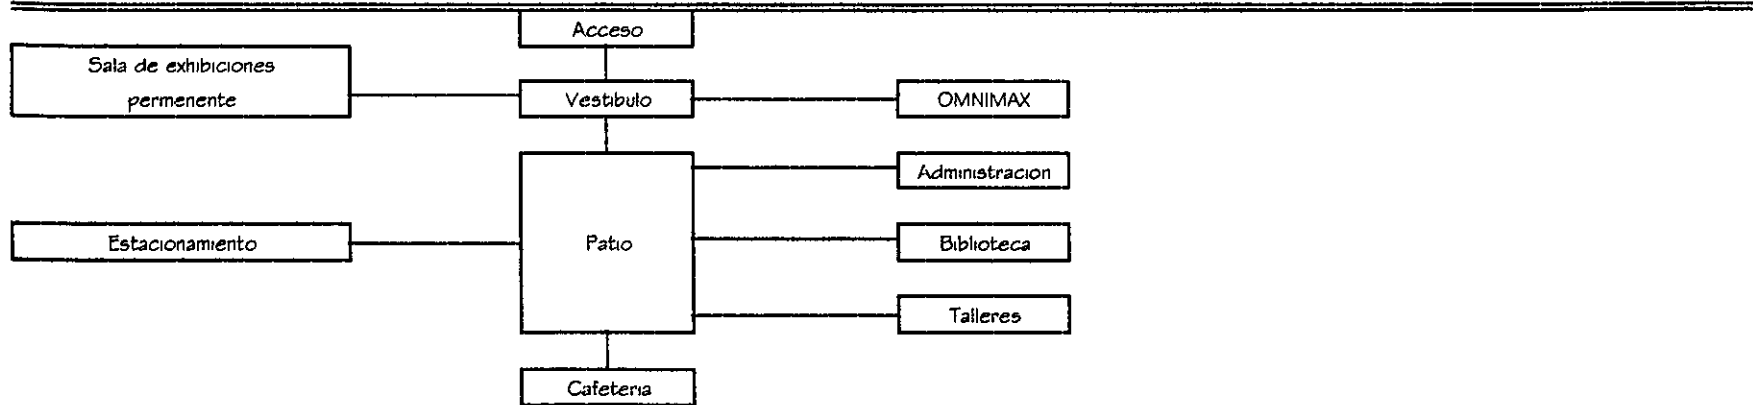 Acceso
Sala de exhibiciones
permenente
Vestibulo
OMNIMAX
Administracion
Estacionamiento
Patio
Biblioteca
Talleres
Cafeteria